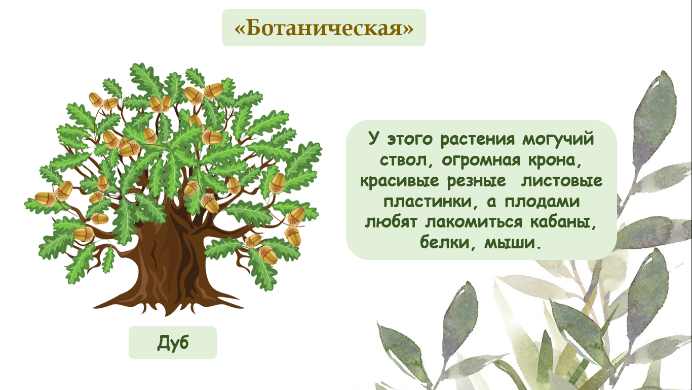 «Ботаническая»
У этого растения могучий
ствол, огромная крона,
красивые резные листовые
пластинки, а плодами
любят лакомиться кабаны,
белки, мыши.
Дуб